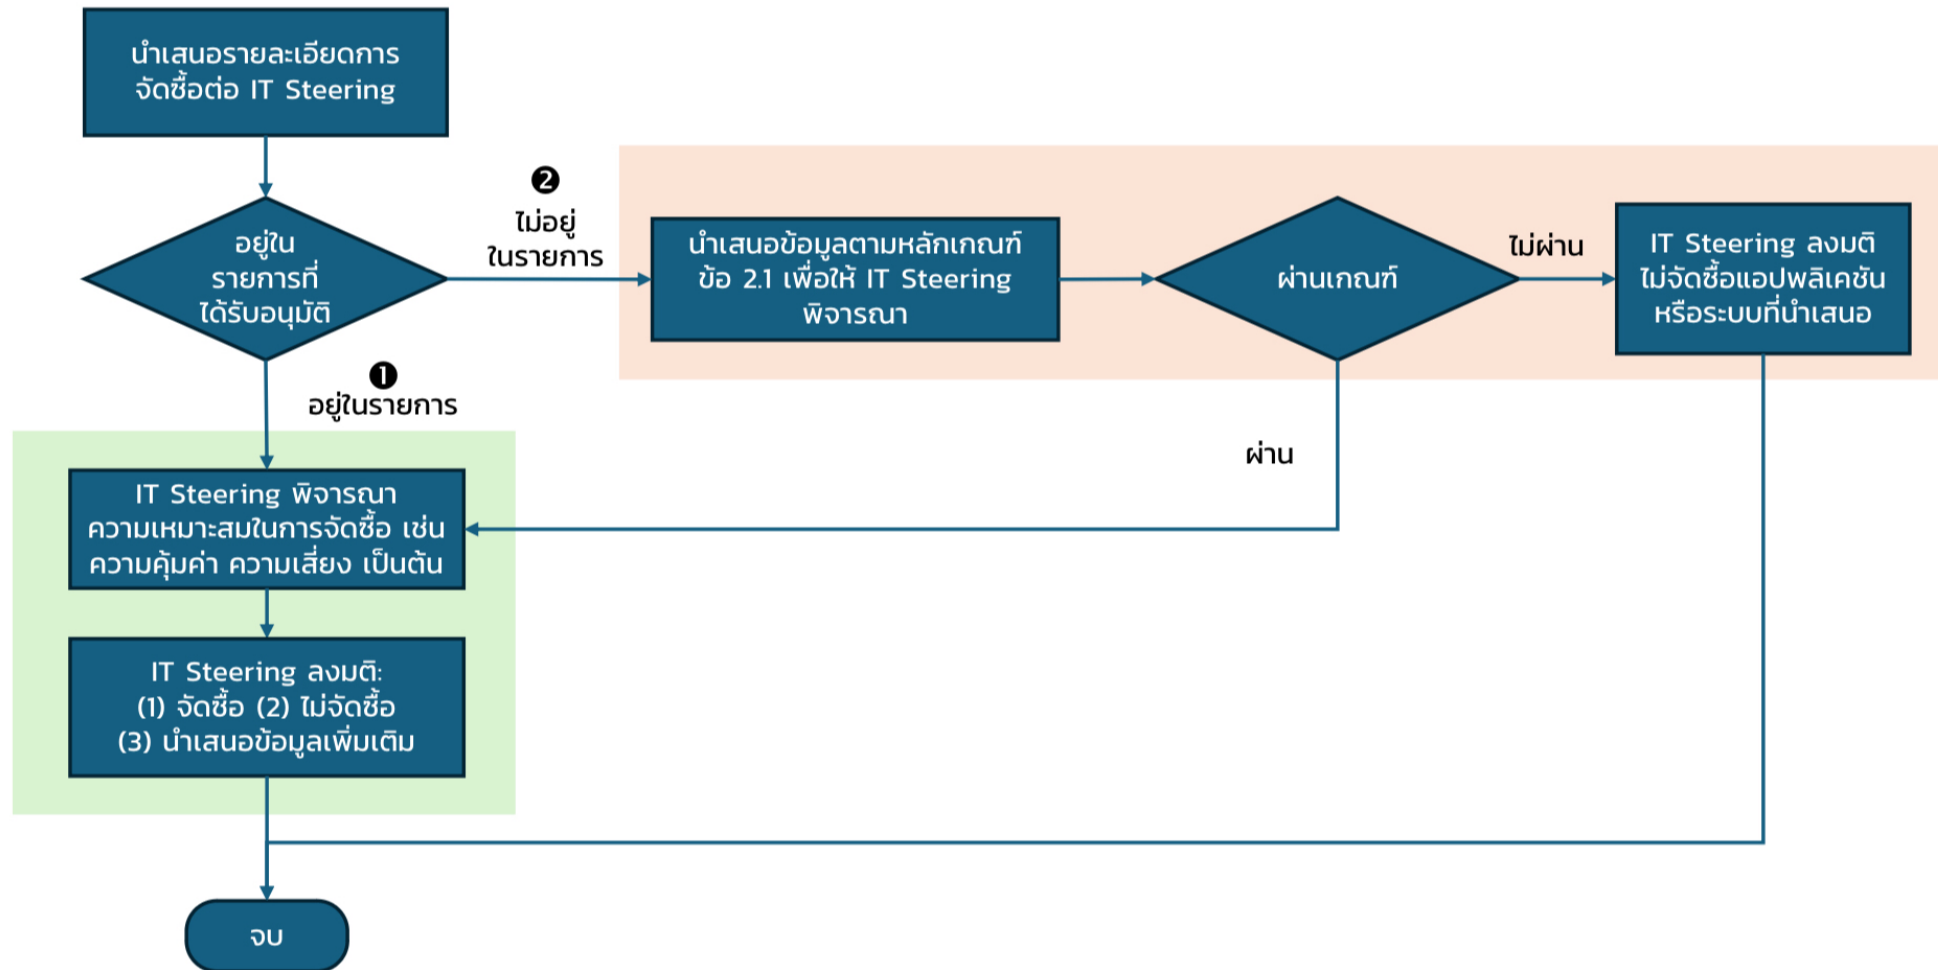 นำเสนอรายละเอียดการ
จัดซื้อต่อ IT Steering
อยู่ใน
รายการที่
ได้รับอนุมัติ
❷
ไม่อยู่
ในรายการ
นำเสนอข้อมูลตามหลักเกณฑ์
ข้อ 2.1 เพื่อให้ IT Steering
พิจารณา
ผ่านเกณฑ์
ไม่ผ่าน
IT Steering ลงมติ
ไม่จัดซื้อแอปพลิเคชัน
หรือระบบที่นำเสนอ
❶
อยู่ในรายการ
ผ่าน
IT Steering พิจารณา
ความเหมาะสมในการจัดซื้อ เช่น
ความคุ้มค่า ความเสี่ยง เป็นต้น
IT Steering ลงมติ:
(1) จัดซื้อ (2) ไม่จัดซื้อ
(3) นำเสนอข้อมูลเพิ่มเติม
จบ